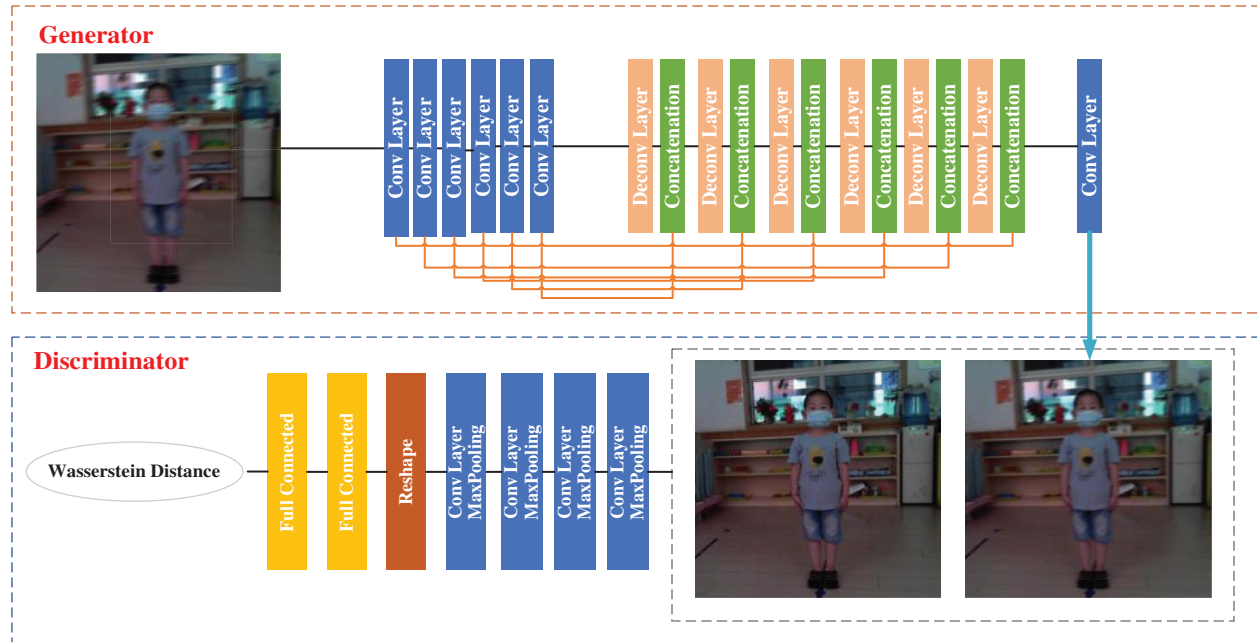 Generator
Conv Layer
Conv Layer
Conv Layer
Conv Layer
Conv Layer
Conv Layer
Deconv Layer
Concatenation
Deconv Layer
Concatenation
Deconv Layer
Concatenation
Deconv Layer
Concatenation
Deconv Layer
Concatenation
Deconv Layer
Concatenation
Conv Layer
Discriminator
Wasserstein Distance
Full Connected
Full Connected
Reshape
Conv Layer
MaxPooling
Conv Layer
MaxPooling
Conv Layer
MaxPooling
Conv Layer
MaxPooling